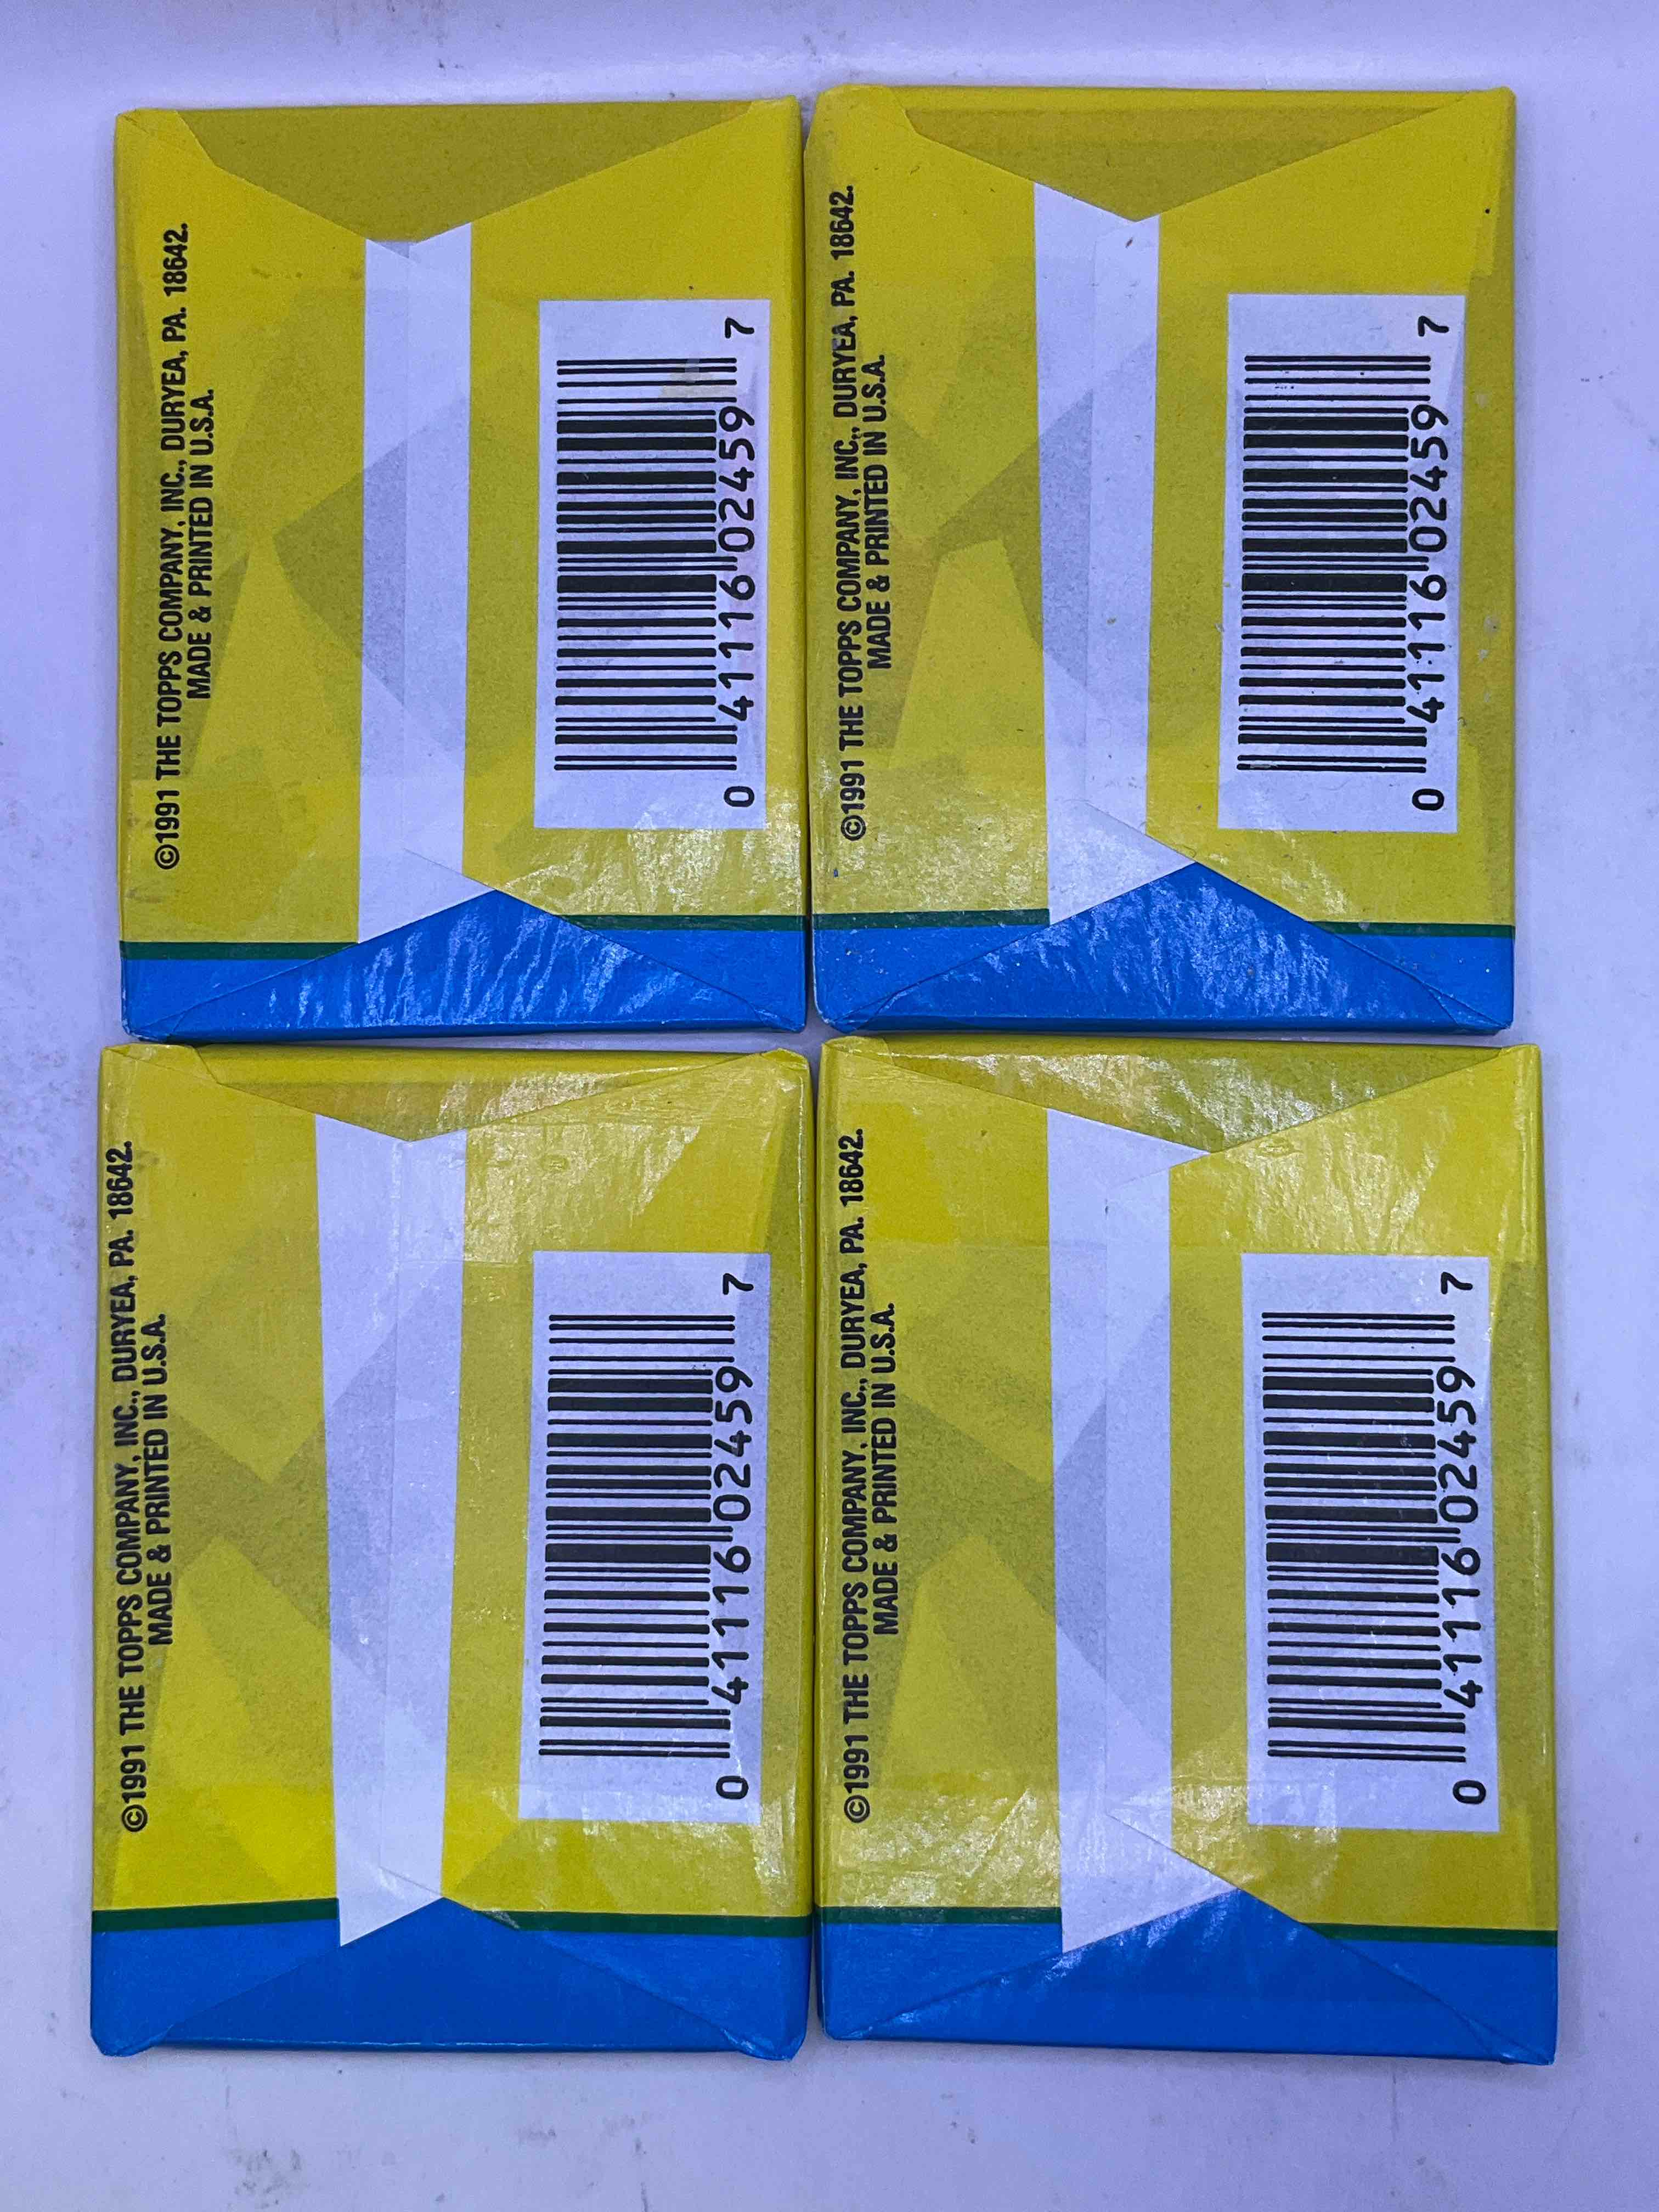 ©1991 THE TOPPS COMPANY, INC., DURYEA, PA. 18642.
MADE & PRINTED IN U.S.A.
0 41116 02459 7
©1991 THE TOPPS COMPANY, INC., DURYEA, PA. 18642.
MADE & PRINTED IN U.S.A.
0 41116 02459 7
©1991 THE TOPPS COMPANY, INC., DURYEA, PA. 18642.
MADE & PRINTED IN U.S.A.
0 41116 02459 7
©1991 THE TOPPS COMPANY, INC., DURYEA, PA. 18642.
MADE & PRINTED IN U.S.A.
0 41116 02459 7